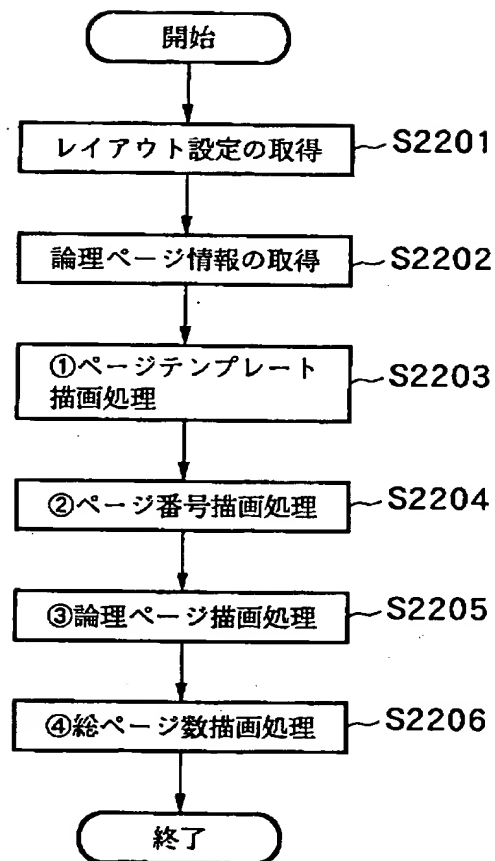 開始
レイアウト設定の取得
S2201
論理ページ情報の取得
S2202
①ページテンプレート
描画処理
S2203
②ページ番号描画処理
S2204
③論理ページ描画処理
S2205
④総ページ数描画処理
S2206
終了